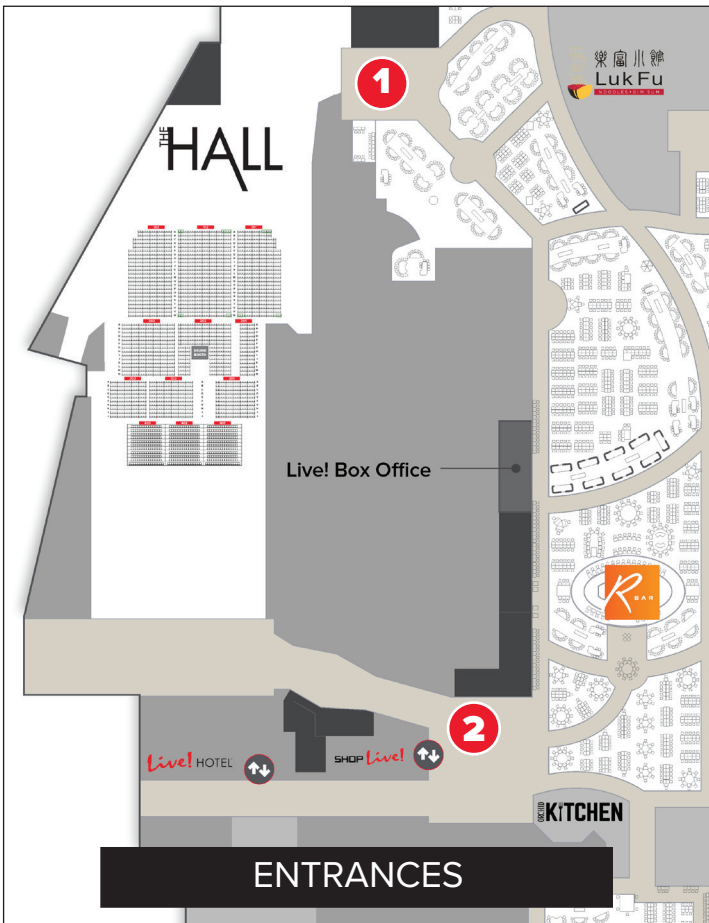 1
樂富小館
LukFu
NOODLES•DIM SUM
THE
HALL
Live! Box Office
R BAR
2
Live! HOTEL
SHOP Live!
ORCHID
KITCHEN
ENTRANCES